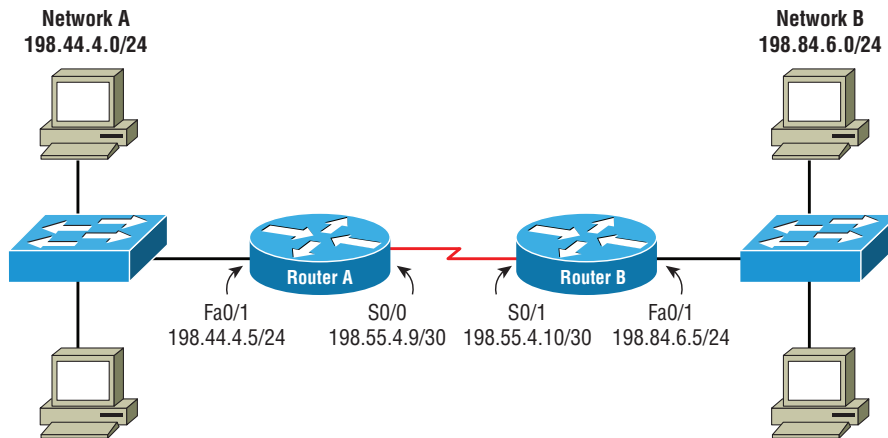 Network A
198.44.4.0/24
Network B
198.84.6.0/24
Router A
Router B
Fa0/1
198.44.4.5/24
S0/0
198.55.4.9/30
S0/1
198.55.4.10/30
Fa0/1
198.84.6.5/24